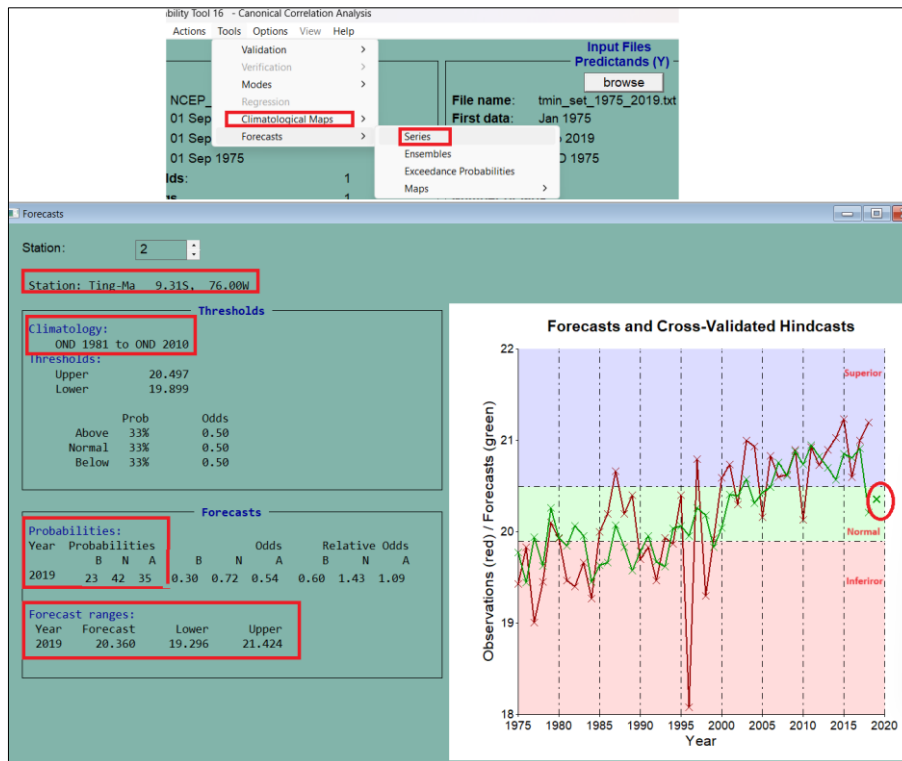 bility Tool 16 - Canonical Correlation Analysis
Actions Tools Options View Help
Validation >
Verification >
Modes >
Regression
Climatological Maps >
Forecasts >
Series
Ensembles
Exceedance Probabilities
Maps >
NCEP_
01 Sep
01 Sep
01 Sep 1975
lds: 1
1
Input Files
Predictands (Y)
browse
File name: tmin_set_1975_2019.txt
First data: Jan 1975
2019
1975
Forecasts
Station: 2
Station: Ting-Ma 9.31S, 76.00W
Thresholds
Climatology:
OND 1981 to OND 2010
Thresholds:
Upper 20.497
Lower 19.899
Prob Odds
Above 33% 0.50
Normal 33% 0.50
Below 33% 0.50
Forecasts
Probabilities:
Year Probabilities Odds Relative Odds
B N A B N A B N A
2019 23 42 35 0.30 0.72 0.54 0.60 1.43 1.09
Forecast ranges:
Year Forecast Lower Upper
2019 20.360 19.296 21.424
Forecasts and Cross-Validated Hindcasts
Observations (red) / Forecasts (green)
22
21
20
19
18
Superior
Normal
Inferiror
1975 1980 1985 1990 1995 2000 2005 2010 2015 2020
Year